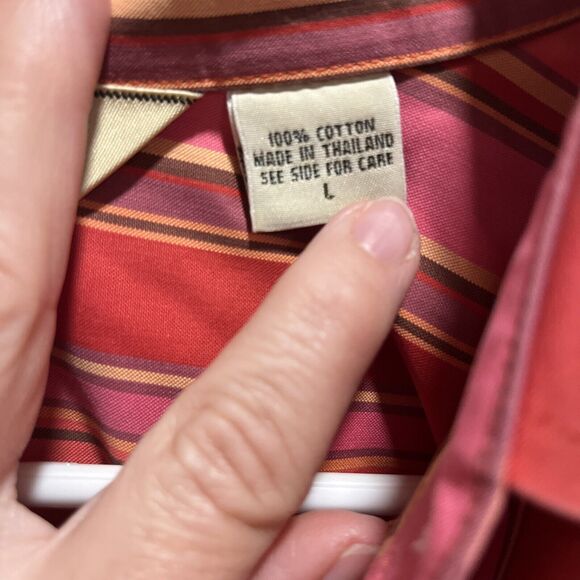 100% COTTON
MADE IN THAILAND
SEE SIDE FOR CARE
L